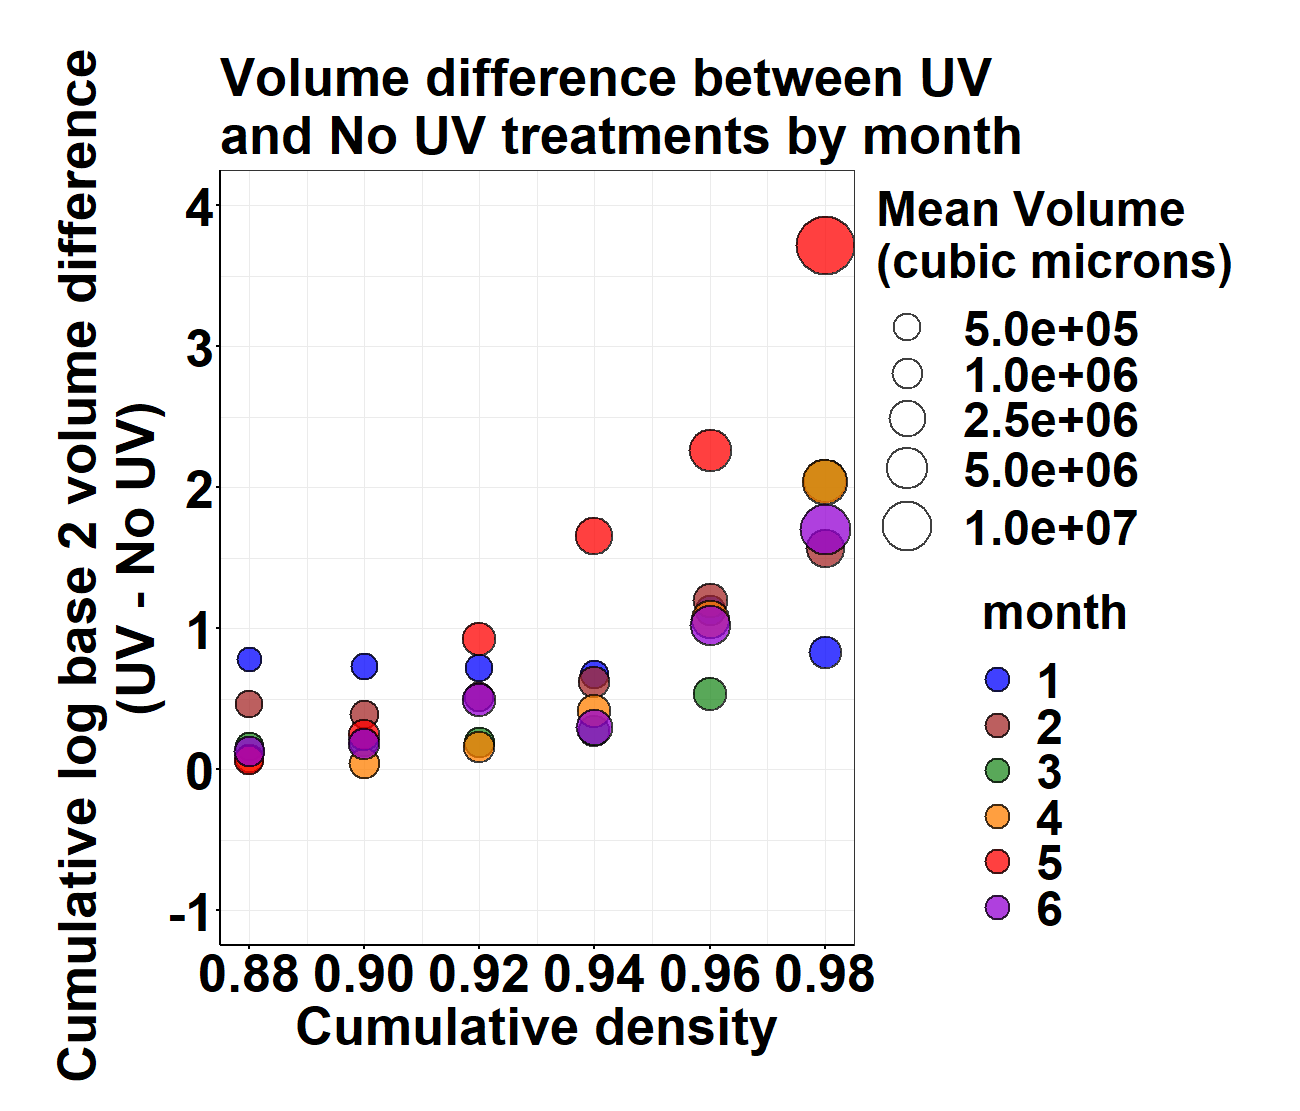 Volume difference between UV
and No UV treatments by month
Cumulative log base 2 volume difference
(UV - No UV)
4
3
2
1
0
-1
0.88 0.90 0.92 0.94 0.96 0.98
Cumulative density
Mean Volume
(cubic microns)
5.0e+05
1.0e+06
2.5e+06
5.0e+06
1.0e+07
month
1
2
3
4
5
6